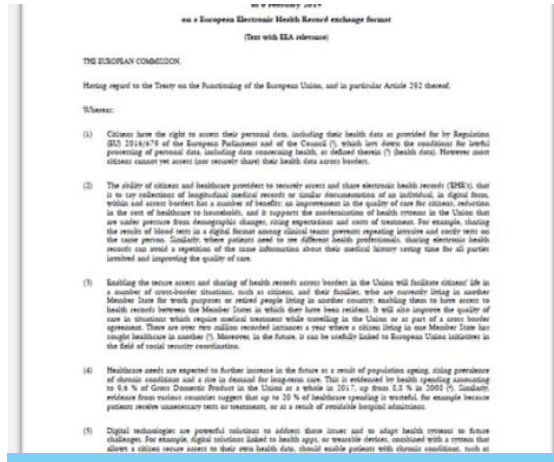 of 6 February 2019
on a European Electronic Health Record exchange format
(Text with EEA relevance)
THE EUROPEAN COMMISSION,
Having regard to the Treaty on the Functioning of the European Union, and in particular Article 292 thereof,
Whereas:
(1) Citizens have the right to access their personal data, including their health data as provided for by Regulation
(EU) 2016/679 of the European Parliament and of the Council (¹), which lays down the conditions for lawful
processing of personal data, including data concerning health, as defined therein (²) (health data). However most
citizens cannot yet access (nor securely share) their health data across borders.
(2) The ability of citizens and healthcare providers to securely access and share electronic health records (EHRs), that
is to say collections of longitudinal medical records or similar documentation of an individual, in digital form,
within and across borders has a number of benefits: an improvement in the quality of care for citizens, reduction
in the cost of healthcare to households, and it supports the modernisation of health systems in the Union that
are under pressure from demographic changes, rising expectations and costs of treatment. For example, sharing
the results of blood tests in a digital format among clinical teams prevents repeating invasive and costly tests on
the same person. Similarly, where patients need to see different health professionals, sharing electronic health
records can avoid a repetition of the same information about their medical history saving time for all parties
involved and improving the quality of care.
(3) Enabling the secure access and sharing of health records across borders in the Union will facilitate citizens' life in
a number of cross-border situations, such as citizens, and their families, who are currently living in another
Member State for work purposes or retired people living in another country; enabling them to have access to
health records between the Member States in which they have been resident. It will also improve the quality of
care in situations which require medical treatment while travelling in the Union or as part of a cross border
agreement. There are over two million recorded instances a year where a citizen living in one Member State has
sought healthcare in another (³). Moreover, in the future, it can be usefully linked to European Union initiatives in
the field of social security coordination.
(4) Healthcare needs are expected to further increase in the future as a result of population ageing, rising prevalence
of chronic conditions and a rise in demand for long-term care. This is evidenced by health spending amounting
to 9,6 % of Gross Domestic Product in the Union as a whole in 2017, up from 8,8 % in 2008 (⁴). Similarly,
evidence from various countries suggest that up to 20 % of healthcare spending is wasteful, for example because
patients receive unnecessary tests or treatments, or as a result of avoidable hospital admissions.
(5) Digital technologies are powerful solutions to address those issues and to adapt health systems to future
challenges. For example, digital solutions linked to health apps, or wearable devices, combined with a system that
allows a citizen secure access to their own health data, should enable patients with chronic conditions, such as